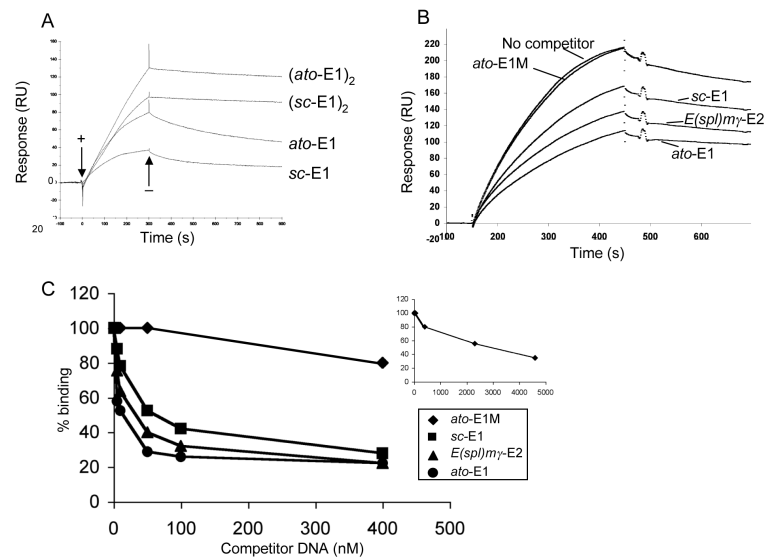 A
Response (RU)
160
140
120
100
80
60
40
20
0
-20
-40
20
-100 0 100 200 300 400 500 600 700 800 900
Time (s)
+
−
(ato-E1)2
(sc-E1)2
ato-E1
sc-E1
B
Response (RU)
220
200
180
160
140
120
100
80
60
40
20
0
-20
100 200 300 400 500 600
Time (s)
No competitor
ato-E1M
sc-E1
E(spl)mγ-E2
ato-E1
C
% binding
120
100
80
60
40
20
0
0 100 200 300 400 500
Competitor DNA (nM)
120
100
80
60
40
20
0
0 1000 2000 3000 4000 5000
ato-E1M
sc-E1
E(spl)mγ-E2
ato-E1